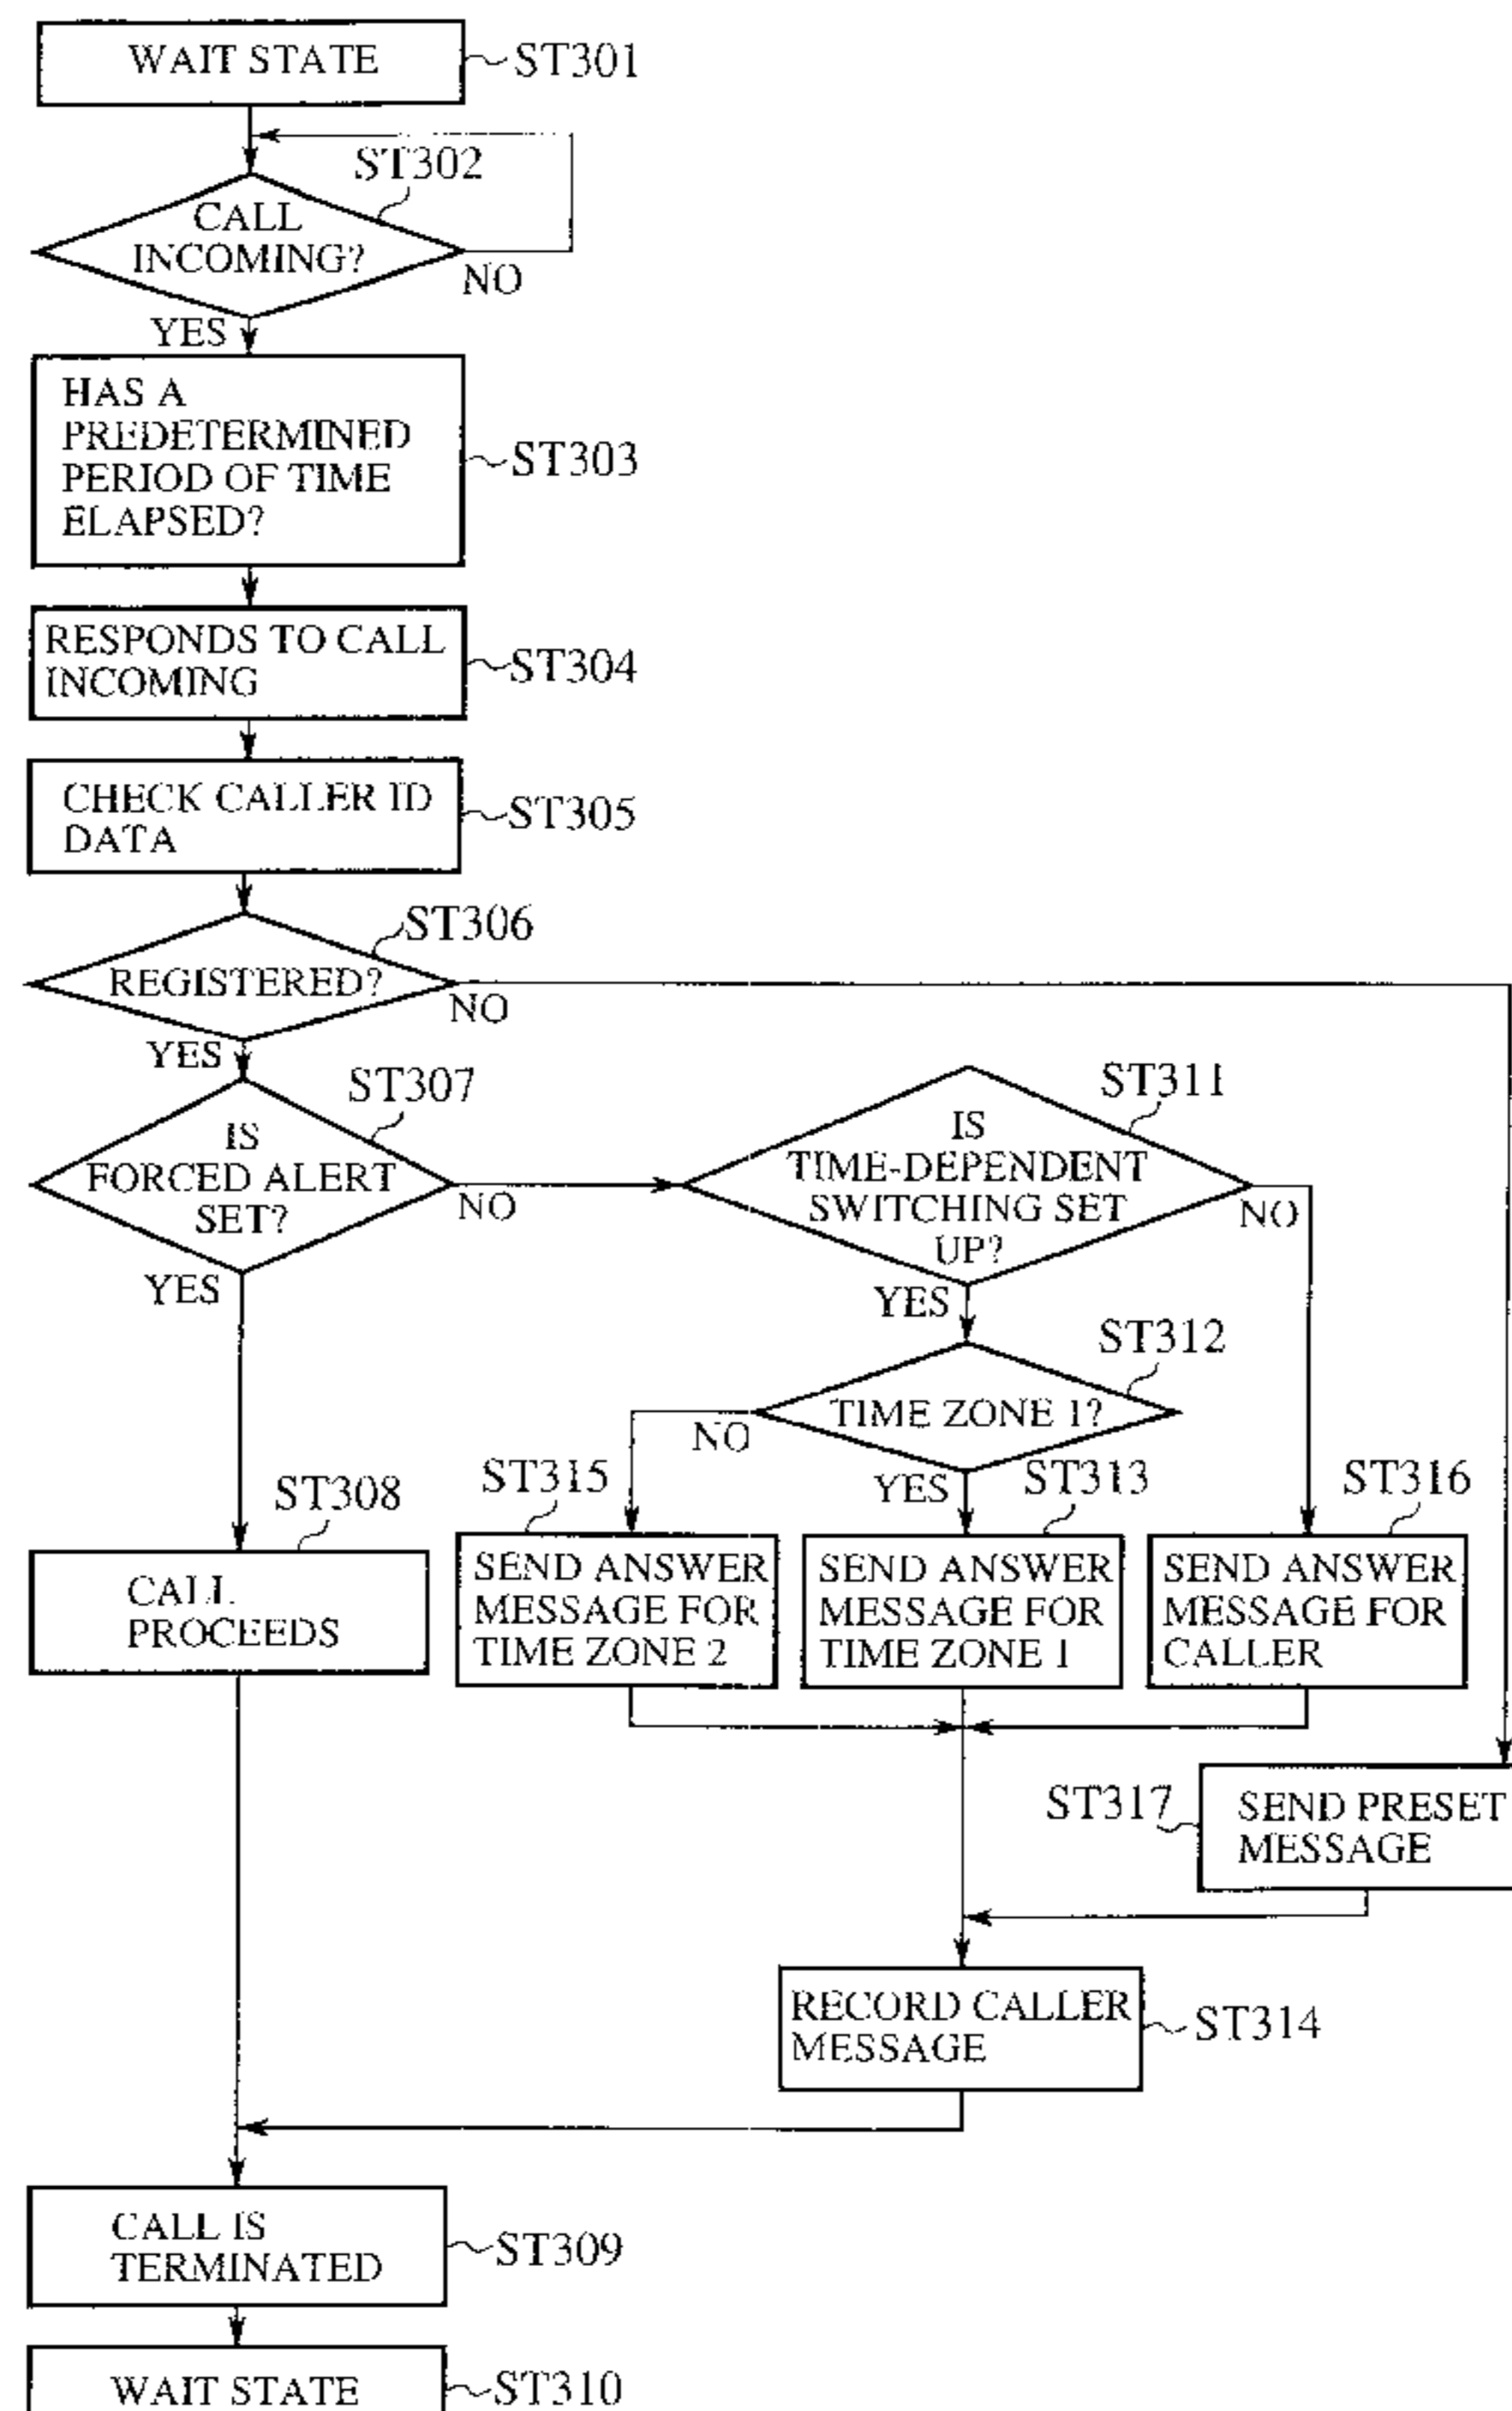 WAIT STATE
ST301
ST302
CALL
INCOMING?
NO
YES
HAS A
PREDETERMINED
PERIOD OF TIME
ELAPSED?
ST303
RESPONDS TO CALL
INCOMING
ST304
CHECK CALLER ID
DATA
ST305
ST306
REGISTERED?
NO
YES
ST307
IS
FORCED ALERT
SET?
NO
YES
ST311
IS
TIME-DEPENDENT
SWITCHING SET
UP?
NO
YES
ST312
TIME ZONE 1?
NO
YES
ST308
CALL
PROCEEDS
ST315
SEND ANSWER
MESSAGE FOR
TIME ZONE 2
ST313
SEND ANSWER
MESSAGE FOR
TIME ZONE 1
ST316
SEND ANSWER
MESSAGE FOR
CALLER
ST317
SEND PRESET
MESSAGE
RECORD CALLER
MESSAGE
ST314
CALL IS
TERMINATED
ST309
WAIT STATE
ST310